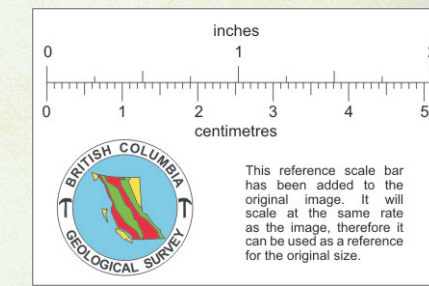 inches
0 1 2
0 1 2 3 4 5
centimetres
BRITISH COLUMBIA
GEOLOGICAL SURVEY
This reference scale bar
has been added to the
original image. It will
scale at the same rate
as the image, therefore it
can be used as a reference
for the original size.